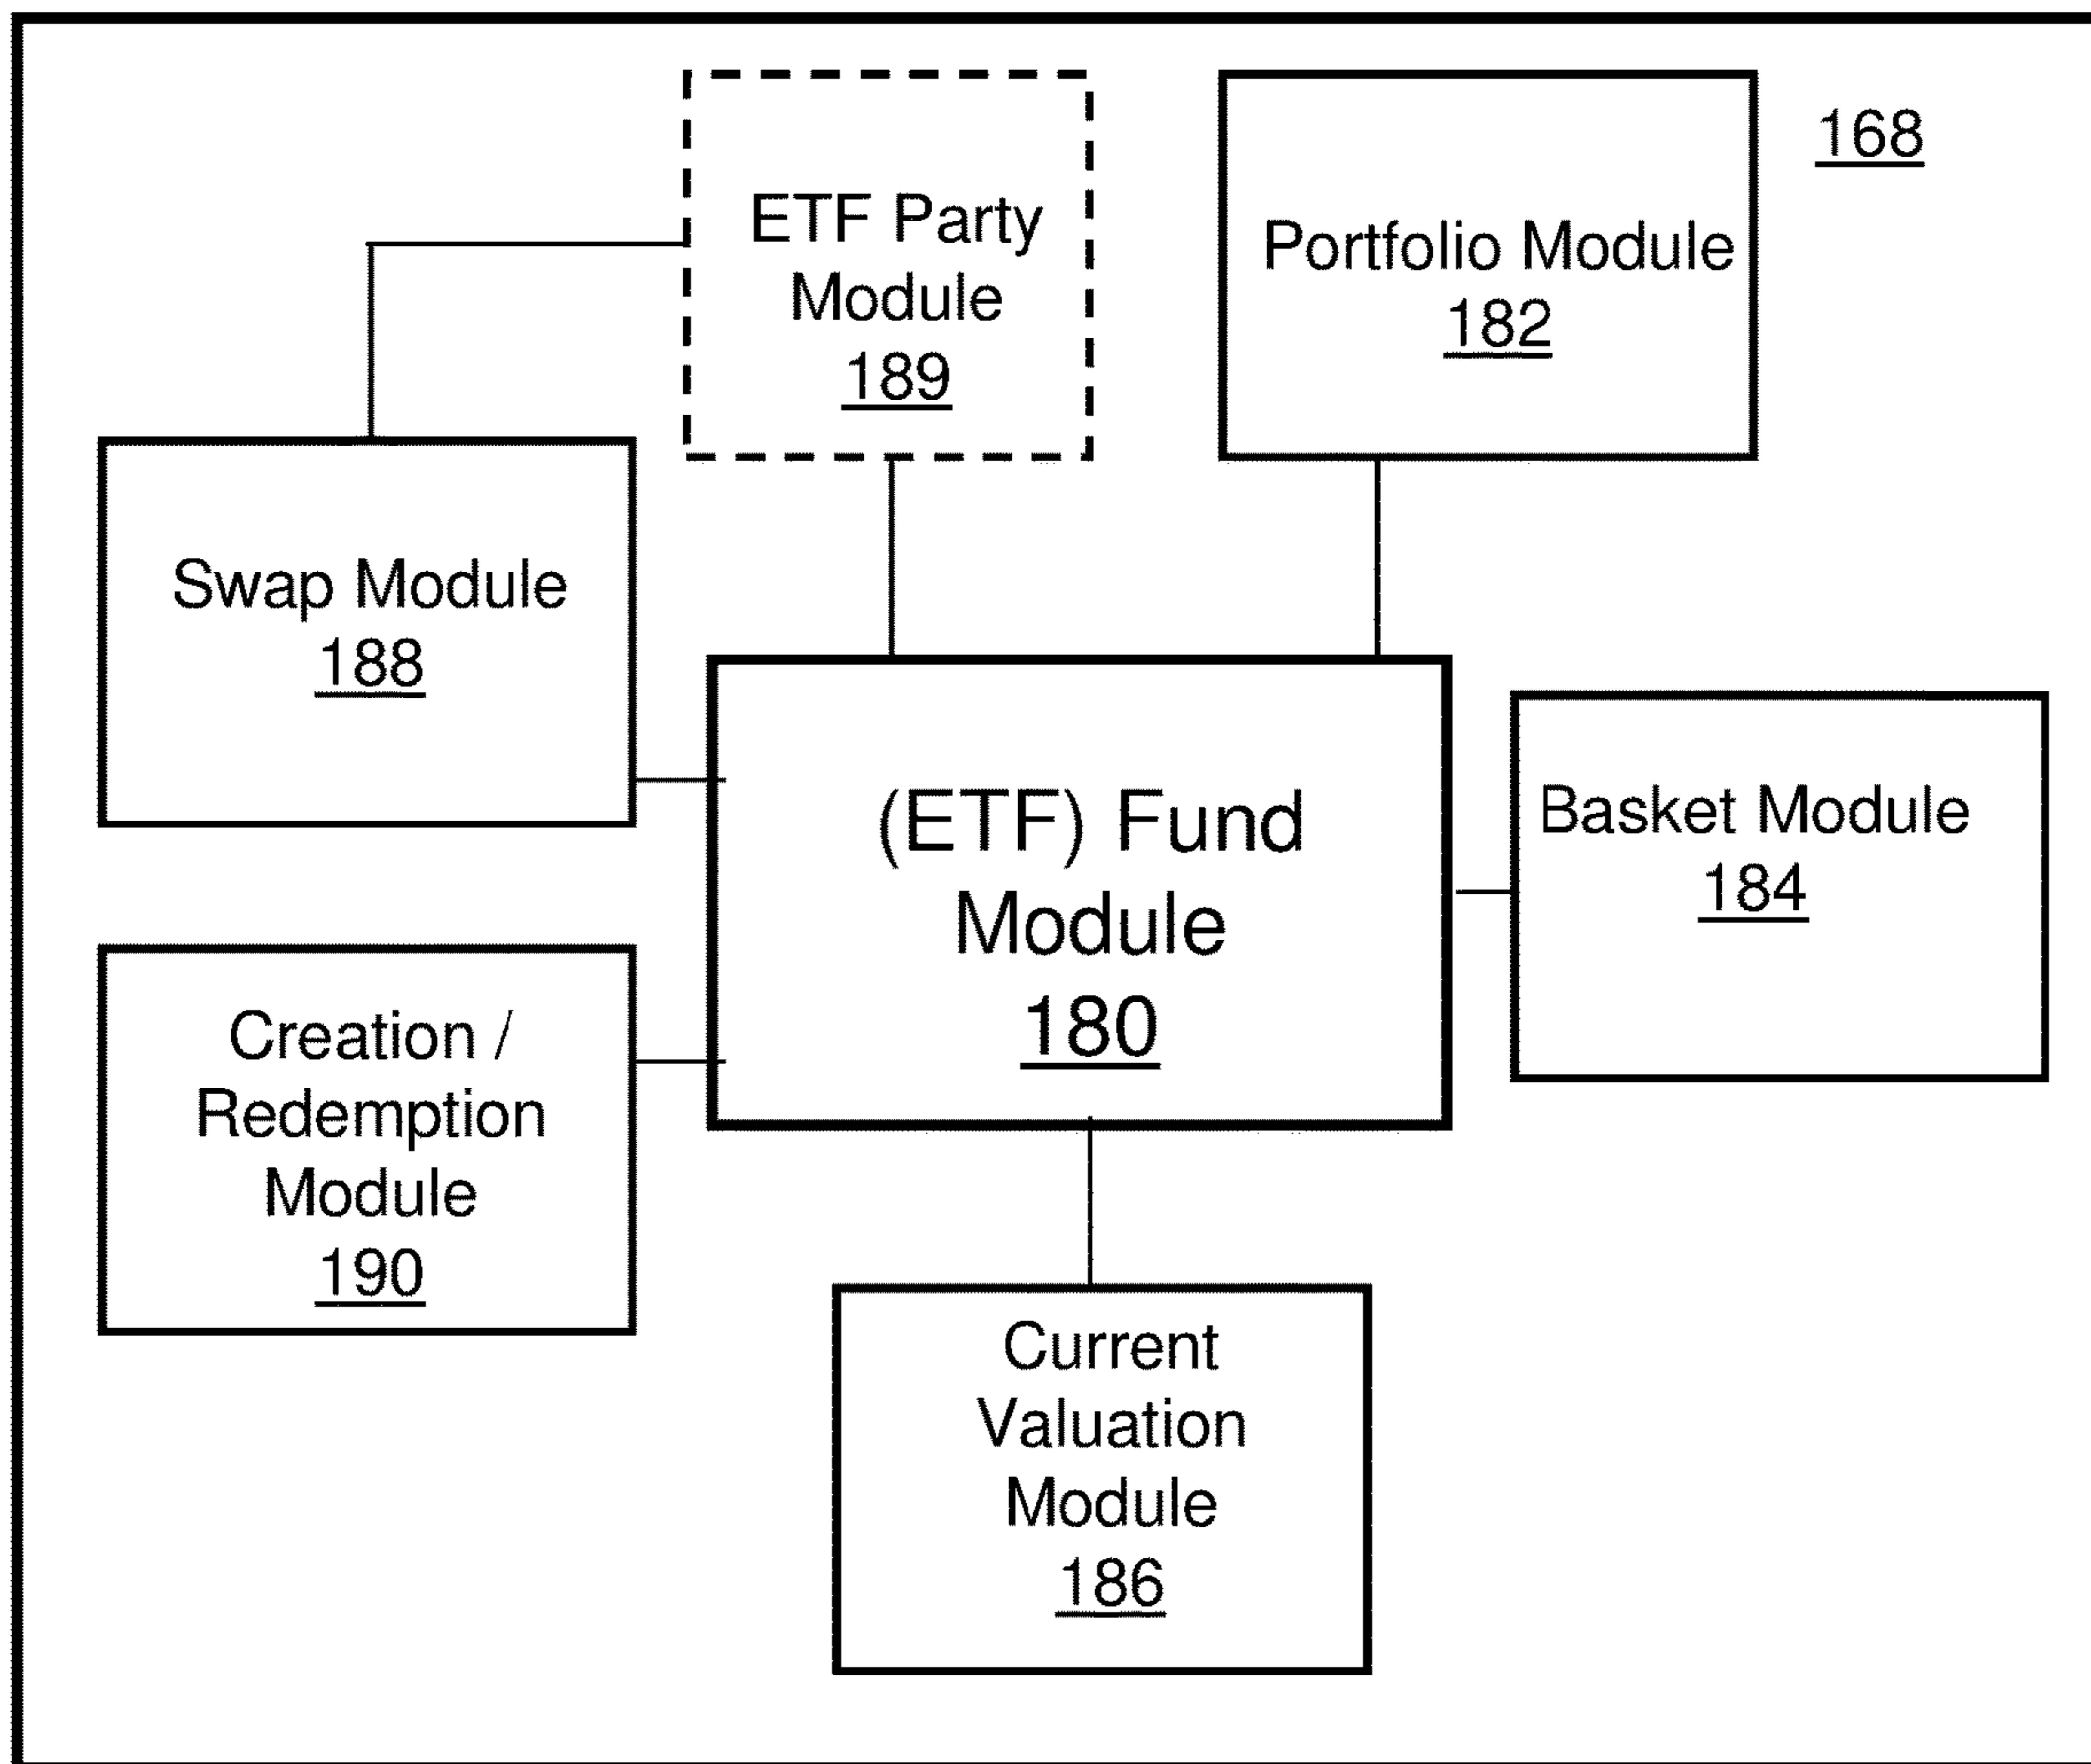 ETF Party
Module
189
Portfolio Module
182
168
Swap Module
188
(ETF) Fund
Module
180
Basket Module
184
Creation /
Redemption
Module
190
Current
Valuation
Module
186